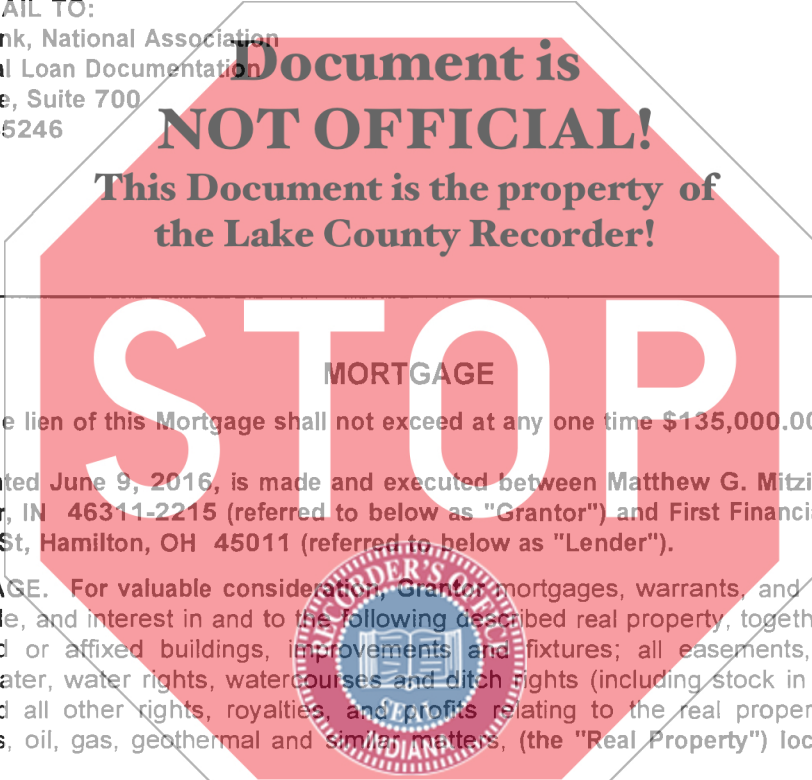 AIL TO:
nk, National Association
l Loan Documentation
e, Suite 700
5246
Document is
NOT OFFICIAL!
This Document is the property of
the Lake County Recorder!
STOP
MORTGAGE
e lien of this Mortgage shall not exceed at any one time $135,000.00
ted June 9, 2016, is made and executed between Matthew G. Mitzi
, IN 46311-2215 (referred to below as "Grantor") and First Financi
St, Hamilton, OH 45011 (referred to below as "Lender").
AGE. For valuable consideration, Grantor mortgages, warrants, and
e, and interest in and to the following described real property, togeth
d or affixed buildings, improvements and fixtures; all easements,
ater, water rights, watercourses and ditch rights (including stock in
d all other rights, royalties, and profits relating to the real proper
s, oil, gas, geothermal and similar matters, (the "Real Property") loc
RECORDER'S OFFICE
SEAL
INDIANA